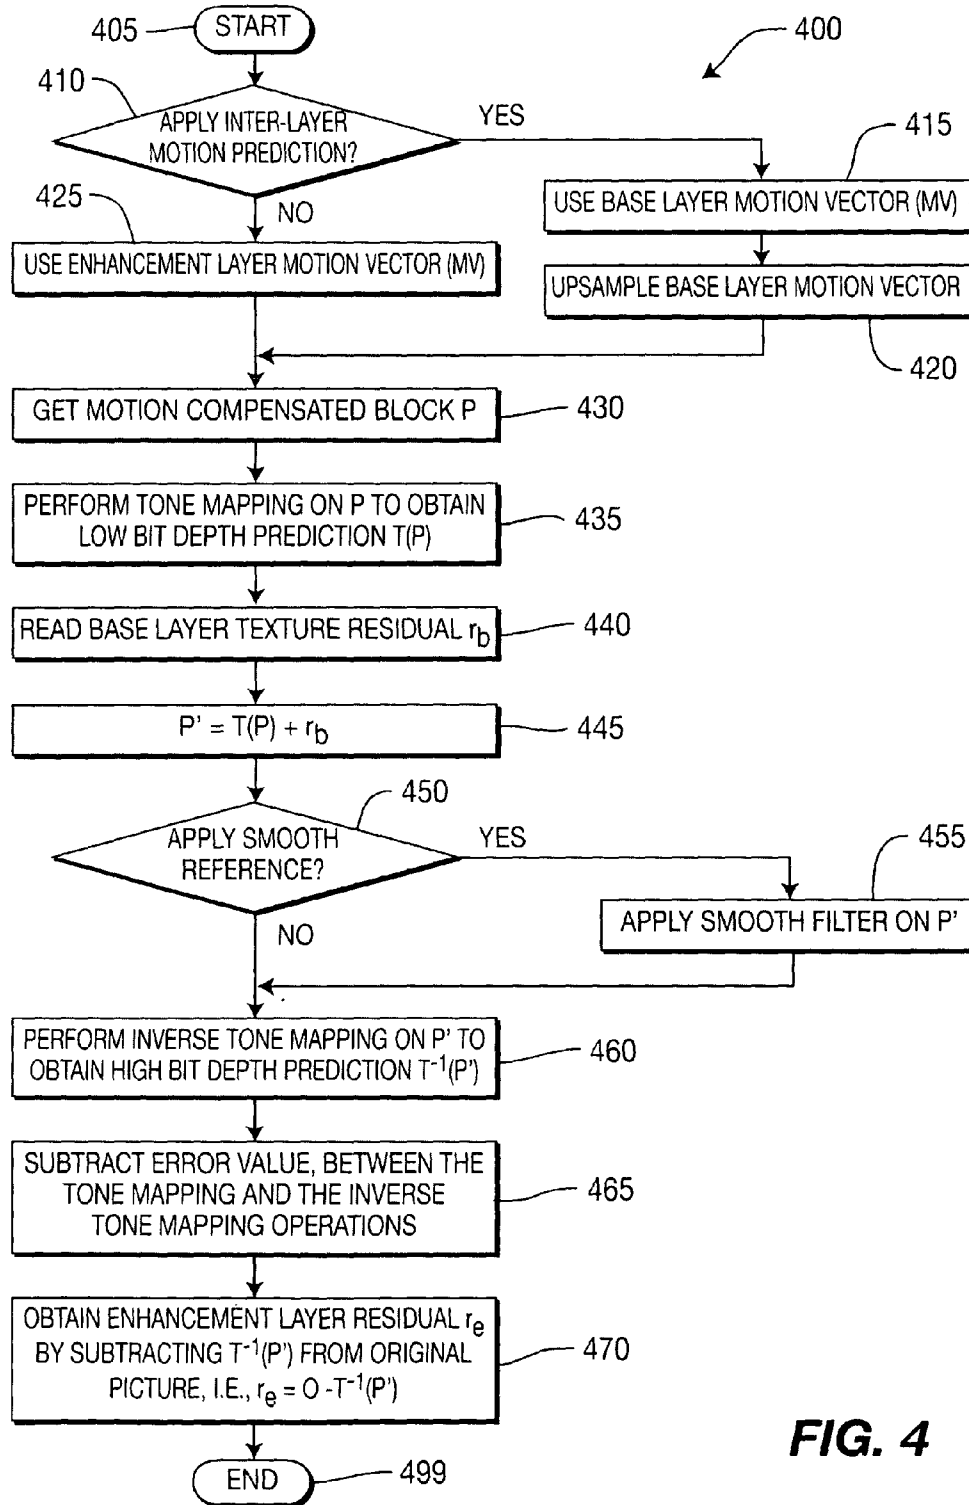 405
START
400
410
APPLY INTER-LAYER
MOTION PREDICTION?
YES
415
425
NO
USE BASE LAYER MOTION VECTOR (MV)
USE ENHANCEMENT LAYER MOTION VECTOR (MV)
UPSAMPLE BASE LAYER MOTION VECTOR
420
GET MOTION COMPENSATED BLOCK P
430
PERFORM TONE MAPPING ON P TO OBTAIN
LOW BIT DEPTH PREDICTION T(P)
435
READ BASE LAYER TEXTURE RESIDUAL rb
440
P' = T(P) + rb
445
450
APPLY SMOOTH
REFERENCE?
YES
455
NO
APPLY SMOOTH FILTER ON P'
PERFORM INVERSE TONE MAPPING ON P' TO
OBTAIN HIGH BIT DEPTH PREDICTION T⁻¹(P')
460
SUBTRACT ERROR VALUE, BETWEEN THE
TONE MAPPING AND THE INVERSE
TONE MAPPING OPERATIONS
465
OBTAIN ENHANCEMENT LAYER RESIDUAL re
BY SUBTRACTING T⁻¹(P') FROM ORIGINAL
PICTURE, I.E., re = O -T⁻¹(P')
470
END
499
FIG. 4